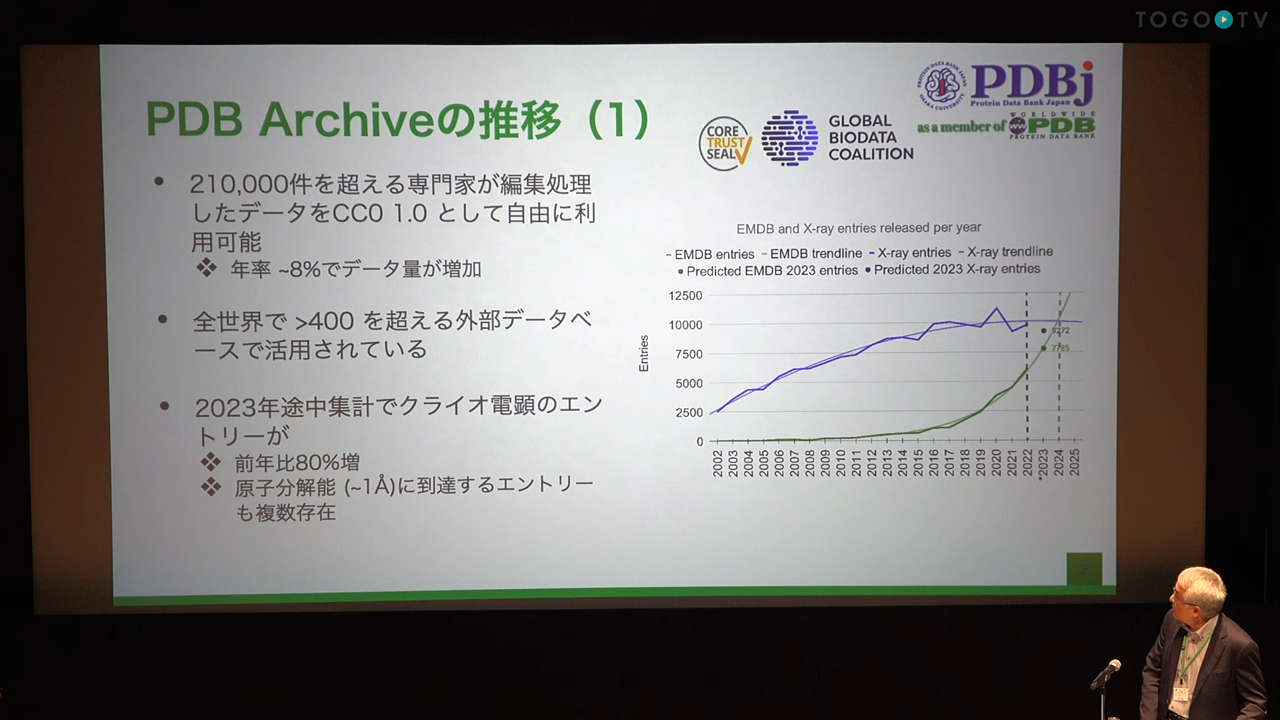 TOGO TV
PDB Archiveの推移（1）
CORE
TRUST
SEAL
GLOBAL
BIODATA
COALITION
PDBj
Protein Data Bank Japan
as a member of
WORLDWIDE
PDB
PROTEIN DATA BANK
• 210,000件を超える専門家が編集処理
したデータをCC0 1.0 として自由に利
用可能
❖ 年率 ~8%でデータ量が増加
• 全世界で >400 を超える外部データベ
ースで活用されている
• 2023年途中集計でクライオ電顕のエン
トリーが
❖ 前年比80%増
❖ 原子分解能 (~1Å)に到達するエントリー
も複数存在
EMDB and X-ray entries released per year
EMDB entries EMDB trendline X-ray entries X-ray trendline
Predicted EMDB 2023 entries Predicted 2023 X-ray entries
Entries
12500
10000
7500
5000
2500
0
7785
2002 2003 2004 2005 2006 2007 2008 2009 2010 2011 2012 2013 2014 2015 2016 2017 2018 2019 2020 2021 2022 2023 2024 2025